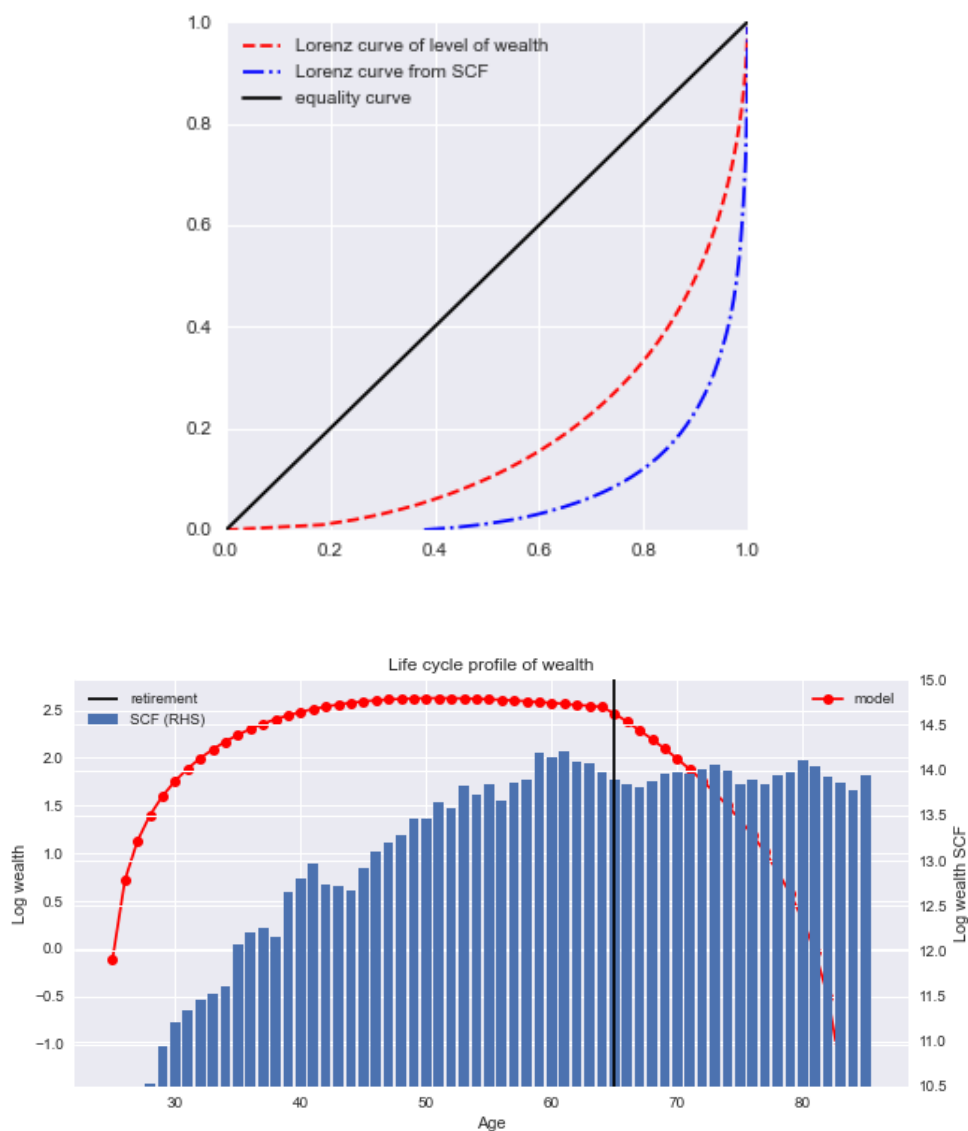 1.0
Lorenz curve of level of wealth
Lorenz curve from SCF
equality curve
0.8
0.6
0.4
0.2
0.0
0.0 0.2 0.4 0.6 0.8 1.0
Life cycle profile of wealth
retirement
SCF (RHS)
model
2.5
2.0
1.5
1.0
0.5
0.0
−0.5
−1.0
Log wealth
15.0
14.5
14.0
13.5
13.0
12.5
12.0
11.5
11.0
10.5
Log wealth SCF
30 40 50 60 70 80
Age